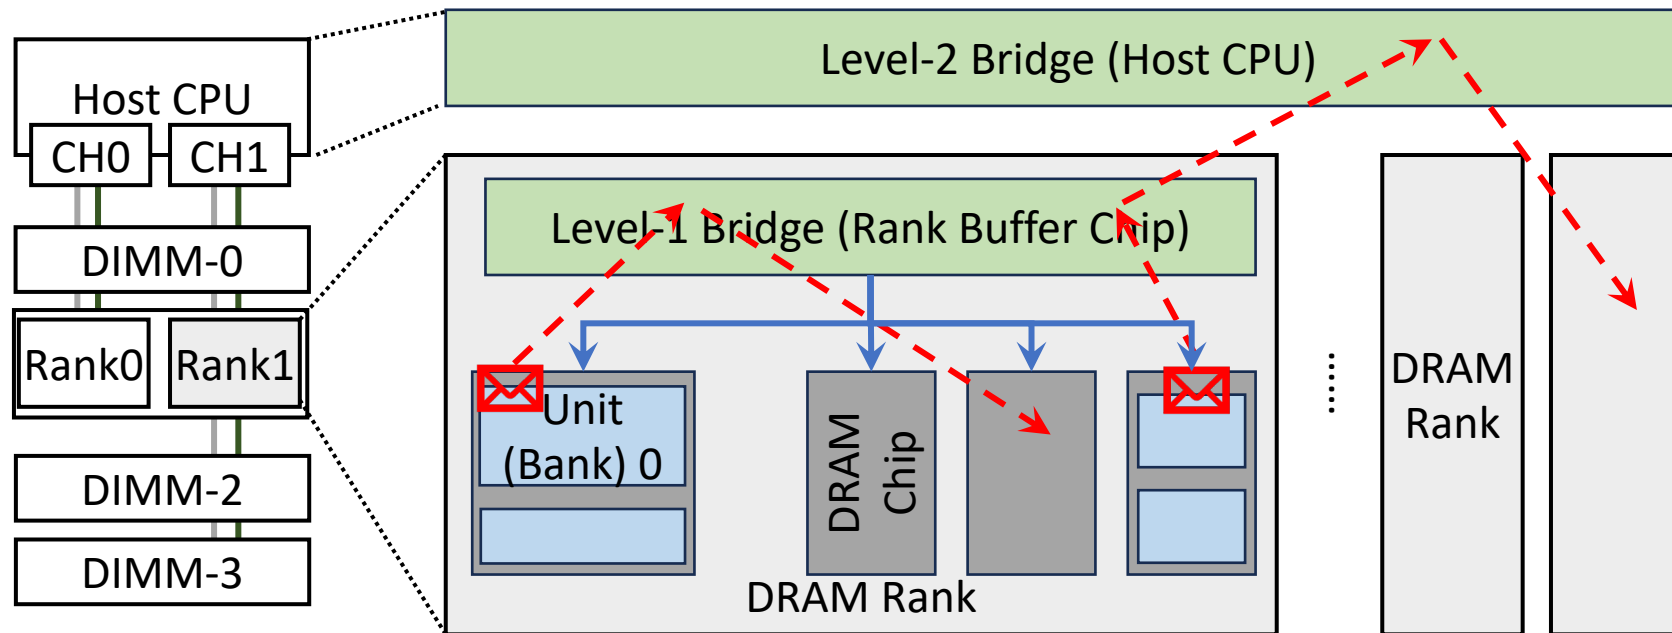 Host CPU
CH0
CH1
DIMM-0
Rank0
Rank1
DIMM-2
DIMM-3
Level-2 Bridge (Host CPU)
Level-1 Bridge (Rank Buffer Chip)
Unit
(Bank) 0
DRAM
Chip
DRAM Rank
......
DRAM
Rank